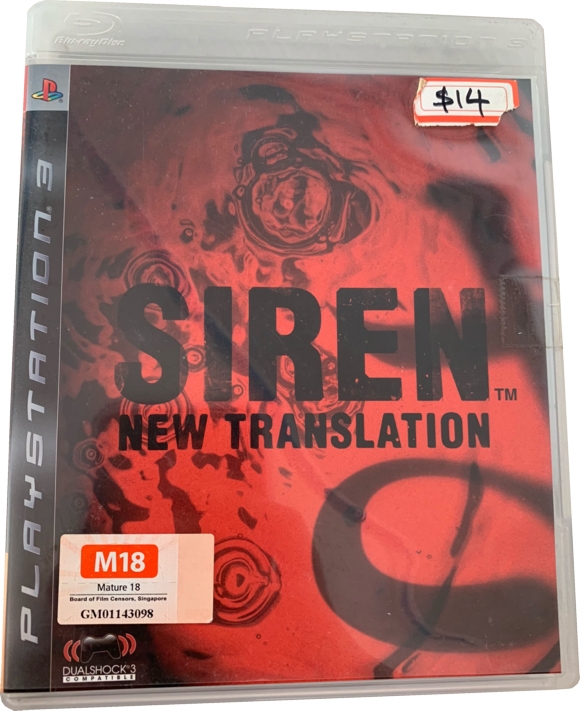 Blu-ray Disc
PLAYSTATION 3
PLAYSTATION 3
$14
SIREN™
NEW TRANSLATION
M18
Mature 18
Board of Film Censors, Singapore
GM01143098
DUALSHOCK®3
COMPATIBLE